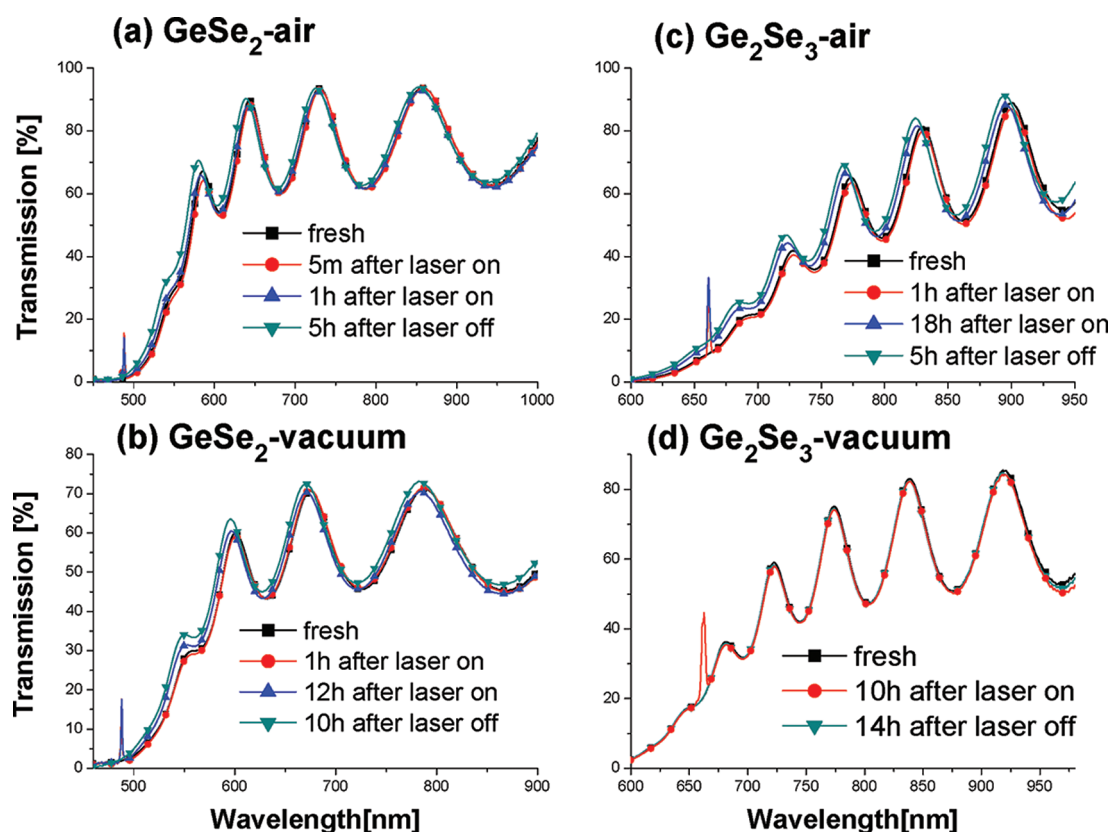 (a) GeSe2-air
Transmission [%]
100
80
60
40
20
0
fresh
5m after laser on
1h after laser on
5h after laser off
500 600 700 800 900 1000
(c) Ge2Se3-air
100
80
60
40
20
0
fresh
1h after laser on
18h after laser on
5h after laser off
600 650 700 750 800 850 900 950
(b) GeSe2-vacuum
Transmission [%]
80
70
60
50
40
30
20
10
0
fresh
1h after laser on
12h after laser on
10h after laser off
500 600 700 800 900
Wavelength[nm]
(d) Ge2Se3-vacuum
100
80
60
40
20
0
fresh
10h after laser on
14h after laser off
600 650 700 750 800 850 900 950
Wavelength[nm]